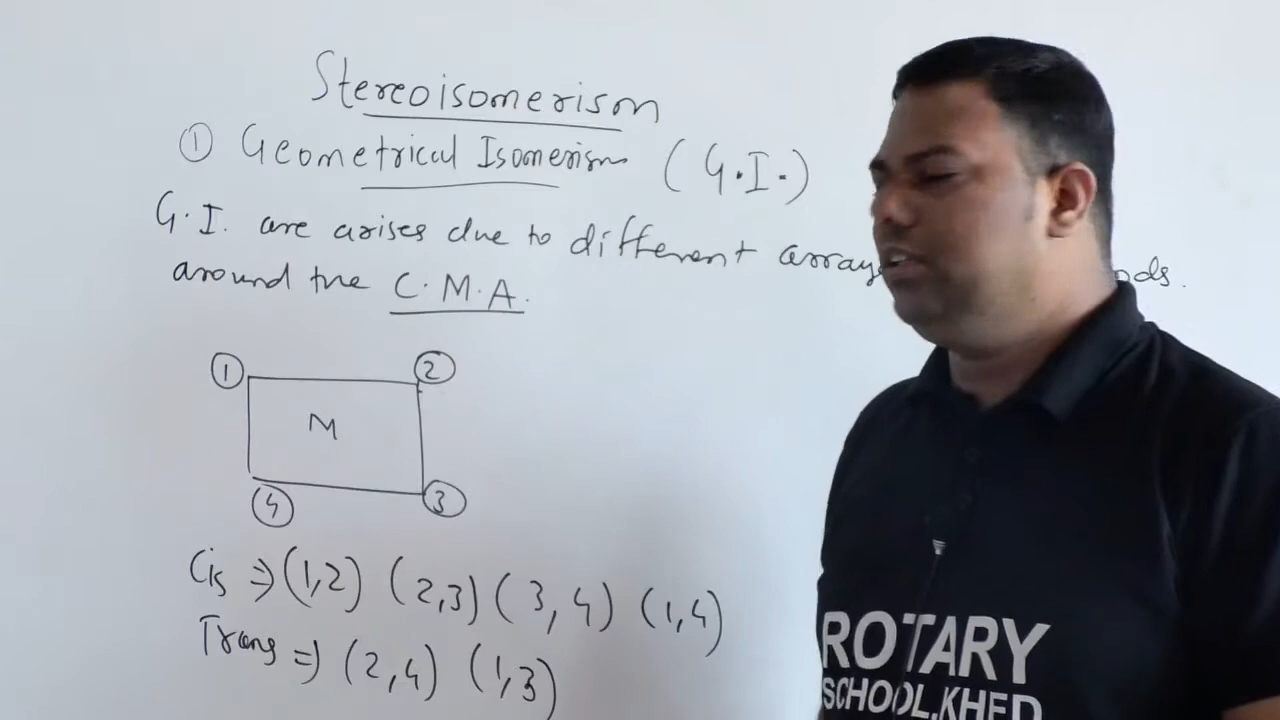 Stereoisomerism
① Geometrical Isomerism (G.I.)
G.I. are arises due to different
around the C.M.A.
① ②
M
④ ③
Cis ⇒ (1,2) (2,3) (3,4) (1,4)
Trans ⇒ (2,4) (1,3)
ROTARY
SCHOOL,KHED